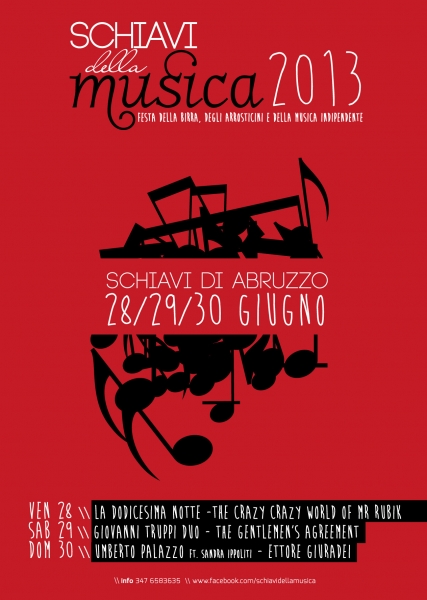 SCHIAVI
della
musica 2013
FESTA DELLA BIRRA, DEGLI ARROSTICINI E DELLA MUSICA INDIPENDENTE
SCHIAVI DI ABRUZZO
28/29/30 GIUGNO
VEN 28 \\ LA DODICESIMA NOTTE -THE CRAZY CRAZY WORLD OF MR RUBIK
SAB 29 \\ GIOVANNI TRUPPI DUO - THE GENTLEMEN'S AGREEMENT
DOM 30 \\ UMBERTO PALAZZO FT. SANDRA IPPOLITI - ETTORE GIURADEI
\\ info 347 6583635 \\ www.facebook.com/schiavidellamusica